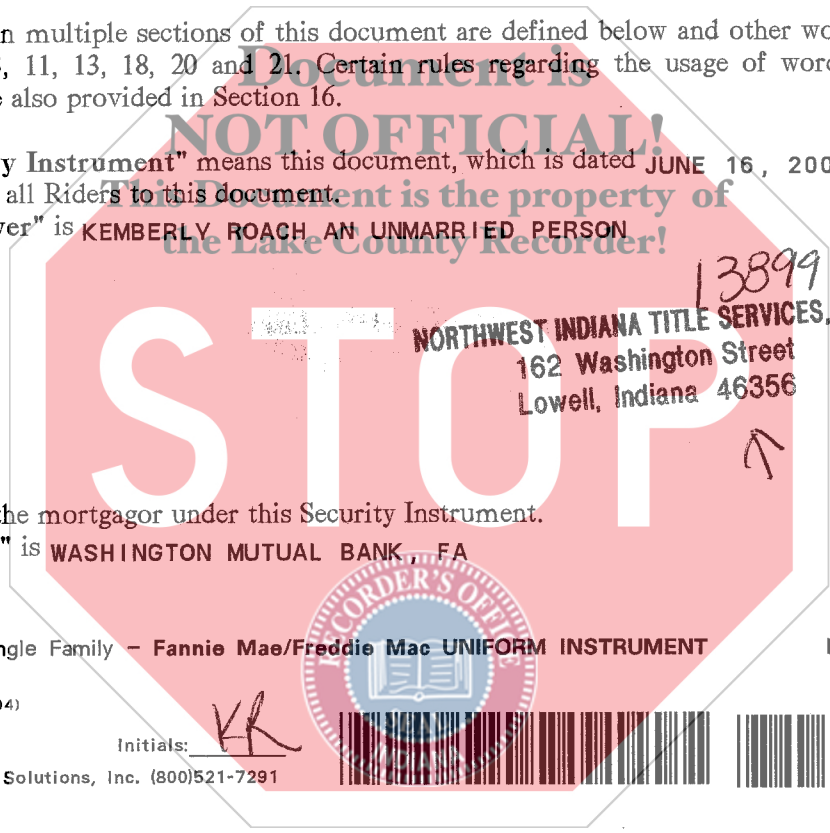 n multiple sections of this document are defined below and other wo
, 11, 13, 18, 20 and 21. Certain rules regarding the usage of wor
also provided in Section 16.
Document is
NOT OFFICIAL!
This Document is the property of
the Lake County Recorder!
y Instrument" means this document, which is dated JUNE 16, 200
all Riders to this document.
er" is KEMBERLY ROACH AN UNMARRIED PERSON
13899
NORTHWEST INDIANA TITLE SERVICES,
162 Washington Street
Lowell, Indiana 46356
STOP
he mortgagor under this Security Instrument.
" is WASHINGTON MUTUAL BANK, FA
RECORDER'S OFFICE
ngle Family - Fannie Mae/Freddie Mac UNIFORM INSTRUMENT
04)
SEAL
INDIANA
Initials: KR
Solutions, Inc. (800)521-7291